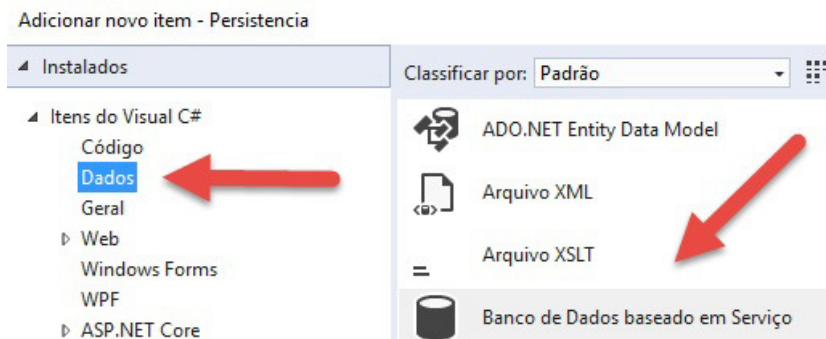 Adicionar novo item - Persistencia
Instalados
Itens do Visual C#
Código
Dados
Geral
Web
Windows Forms
WPF
ASP.NET Core
Classificar por: Padrão
ADO.NET Entity Data Model
Arquivo XML
Arquivo XSLT
Banco de Dados baseado em Serviço